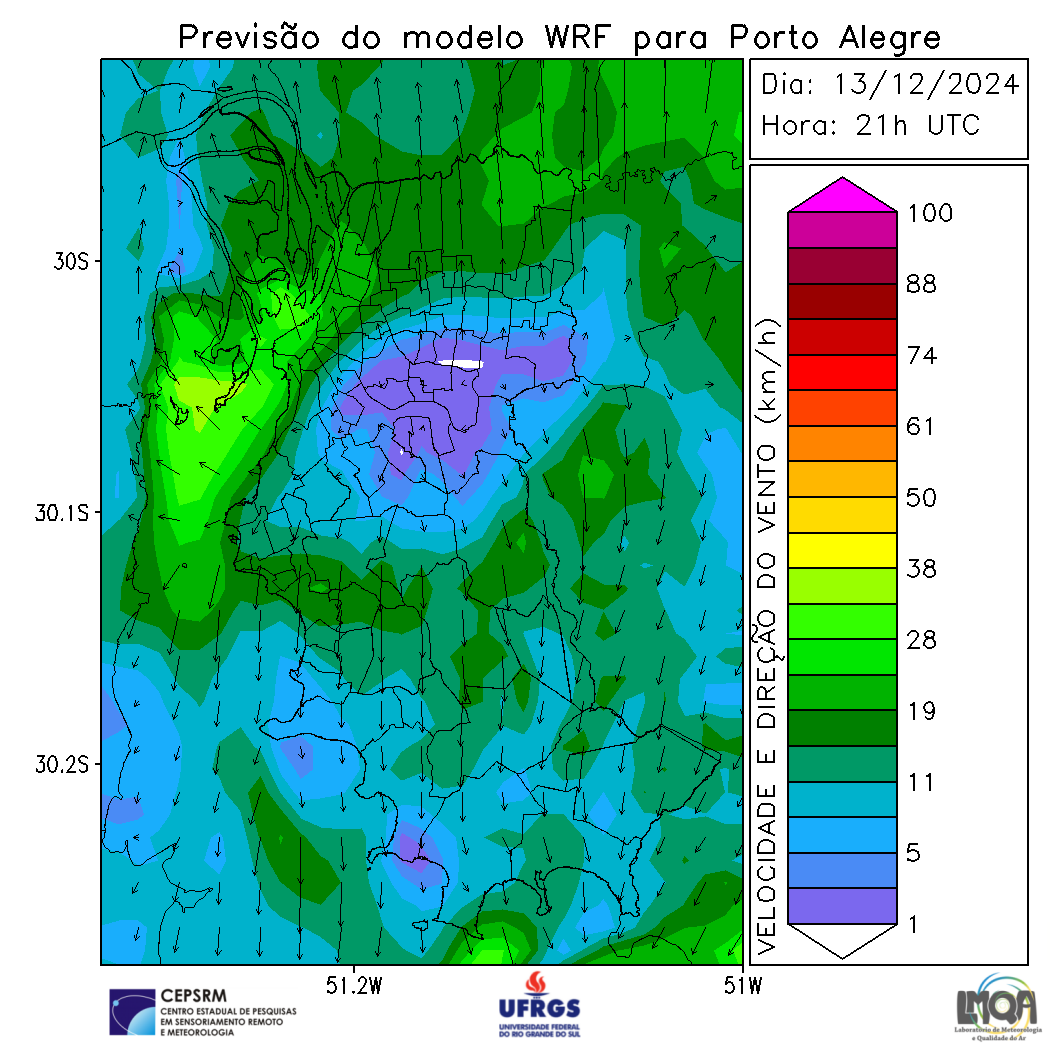 Previsão do modelo WRF para Porto Alegre
Dia: 13/12/2024
Hora: 21h UTC
30S
30.1S
30.2S
51.2W
51W
VELOCIDADE E DIREÇÃO DO VENTO (km/h)
100
88
74
61
50
38
28
19
11
5
1
CEPSRM
CENTRO ESTADUAL DE PESQUISAS
EM SENSORIAMENTO REMOTO
E METEOROLOGIA
UFRGS
UNIVERSIDADE FEDERAL
DO RIO GRANDE DO SUL
LMQA
Laboratório de Meteorologia
e Qualidade do Ar